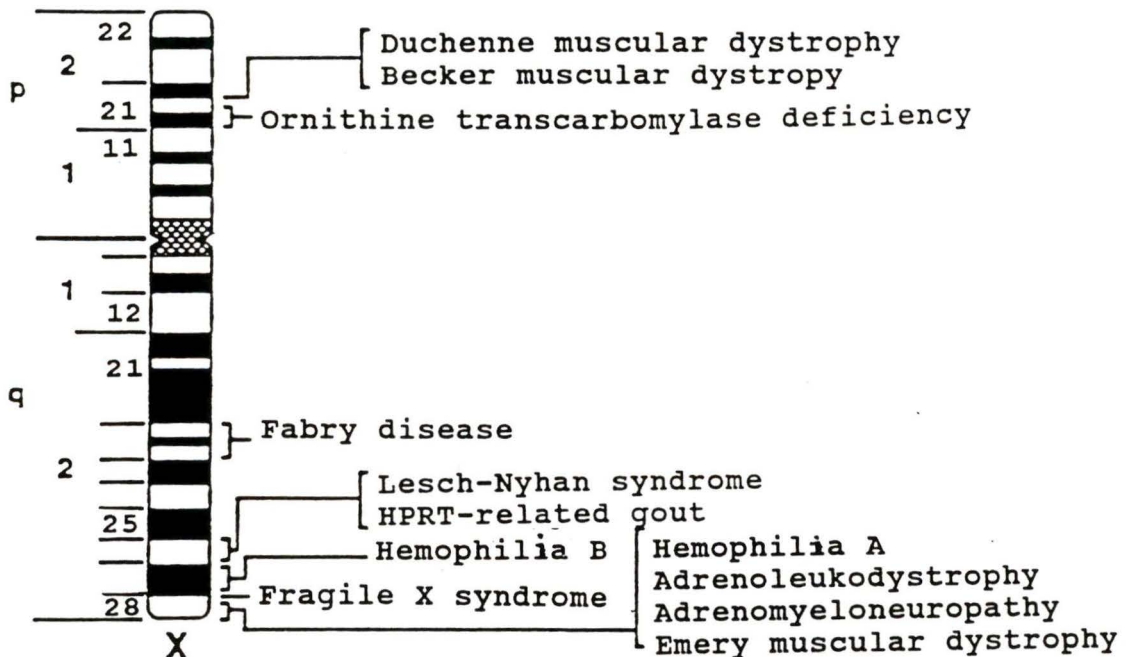 22
Duchenne muscular dystrophy
2
Becker muscular dystropy
p
21
Ornithine transcarbomylase deficiency
11
1
1
12
21
q
Fabry disease
2
Lesch-Nyhan syndrome
HPRT-related gout
25
Hemophilia B
Hemophilia A
Adrenoleukodystrophy
Fragile X syndrome
28
Adrenomyeloneuropathy
Emery muscular dystrophy
X